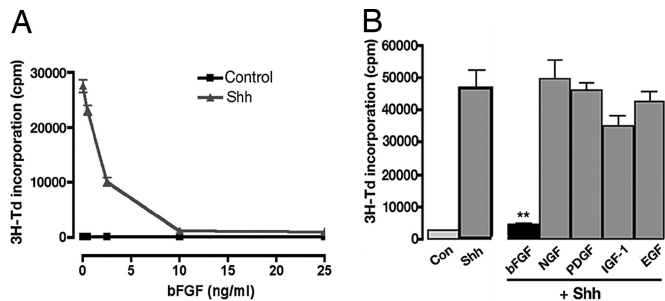 A
3H-Td incorporation (cpm)
30000
20000
10000
0
Control
Shh
0 5 10 15 20 25
bFGF (ng/ml)
B
3H-Td incorporation (cpm)
60000
50000
40000
30000
20000
10000
0
**
Con Shh bFGF NGF PDGF IGF-1 EGF
+ Shh